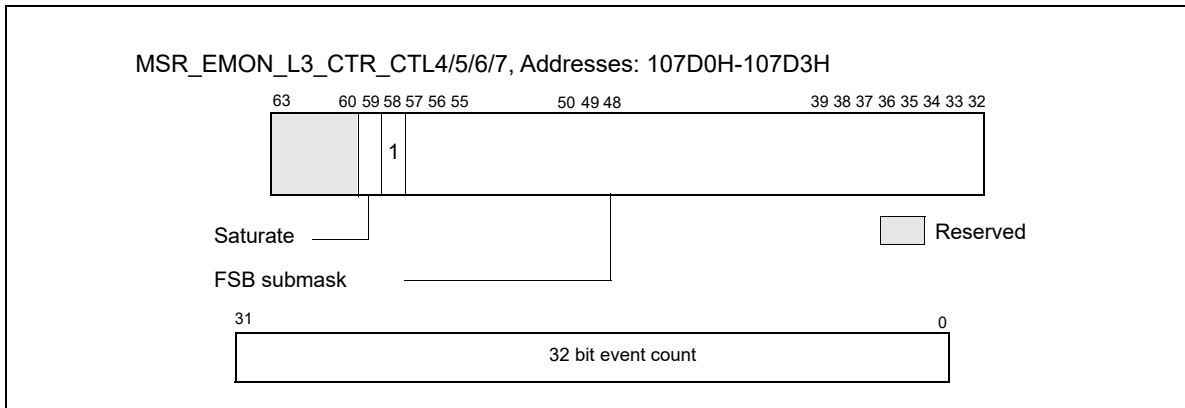 MSR_EMON_L3_CTR_CTL4/5/6/7, Addresses: 107D0H-107D3H
63 60 59 58 57 56 55 50 49 48 39 38 37 36 35 34 33 32
1
Saturate
Reserved
FSB submask
31 0
32 bit event count